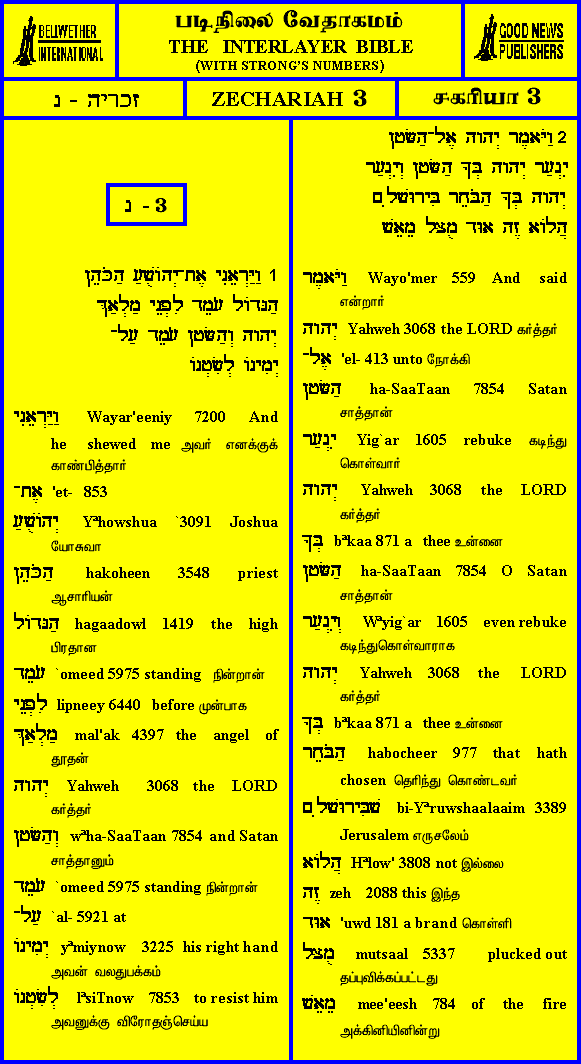 BELLWETHER
INTERNATIONAL
படிநிலை வேதாகமம்
THE INTERLAYER BIBLE
(WITH STRONG'S NUMBERS)
GOOD NEWS
PUBLISHERS
זכריה - נ
ZECHARIAH 3
சகரியா 3
נ - 3
1 וַיַּרְאֵנִי אֶת־יְהוֹשֻׁעַ הַכֹּהֵן
הַגָּדוֹל עֹמֵד לִפְנֵי מַלְאַךְ
יְהוָה וְהַשָּׂטָן עֹמֵד עַל־
יְמִינוֹ לְשִׂטְנוֹ
וַיַּרְאֵנִי Wayar'eeniy 7200 And
he shewed me அவர் எனக்குக்
காண்பித்தார்
אֶת־ 'et- 853
יְהוֹשֻׁעַ Yªhowshua `3091 Joshua
யோசுவா
הַכֹּהֵן hakoheen 3548 priest
ஆசாரியன்
הַגָּדוֹל hagaadowl 1419 the high
பிரதான
עֹמֵד `omeed 5975 standing நின்றான்
לִפְנֵי lipneey 6440 before முன்பாக
מַלְאַךְ mal'ak 4397 the angel of
தூதன்
יְהוָה Yahweh 3068 the LORD
கர்த்தர்
וְהַשָּׂטָן wªha-SaaTaan 7854 and Satan
சாத்தானும்
עֹמֵד `omeed 5975 standing நின்றான்
עַל־ `al- 5921 at
יְמִינוֹ yªmiynow 3225 his right hand
அவன் வலதுபக்கம்
לְשִׂטְנוֹ lªsiTnow 7853 to resist him
அவனுக்கு விரோதஞ்செய்ய
2 וַיֹּאמֶר יְהוָה אֶל־הַשָּׂטָן
יִגְעַר יְהוָה בְּךָ הַשָּׂטָן וְיִגְעַר
יְהוָה בְּךָ הַבֹּחֵר בִּירוּשָׁלִָם
הֲלוֹא זֶה אוּד מֻצָּל מֵאֵשׁ
וַיֹּאמֶר Wayo'mer 559 And said
என்றார்
יְהוָה Yahweh 3068 the LORD கர்த்தர்
אֶל־ 'el- 413 unto நோக்கி
הַשָּׂטָן ha-SaaTaan 7854 Satan
சாத்தான்
יִגְעַר Yig`ar 1605 rebuke கடிந்து
கொள்வார்
יְהוָה Yahweh 3068 the LORD
கர்த்தர்
בְּךָ bªkaa 871 a thee உன்னை
הַשָּׂטָן ha-SaaTaan 7854 O Satan
சாத்தான்
וְיִגְעַר Wªyig`ar 1605 even rebuke
கடிந்துகொள்வாராக
יְהוָה Yahweh 3068 the LORD
கர்த்தர்
בְּךָ bªkaa 871 a thee உன்னை
הַבֹּחֵר habocheer 977 that hath
chosen தெரிந்து கொண்டவர்
שׁבִּירוּשָׁלִַם bi-Yªruwshaalaaim 3389
Jerusalem எருசலேம்
הֲלוֹא Hªlow' 3808 not இல்லை
זֶה zeh 2088 this இந்த
אוּד 'uwd 181 a brand கொள்ளி
מֻצָּל mutsaal 5337 plucked out
தப்புவிக்கப்பட்டது
מֵאֵשׁ mee'eesh 784 of the fire
அக்கினியினின்று